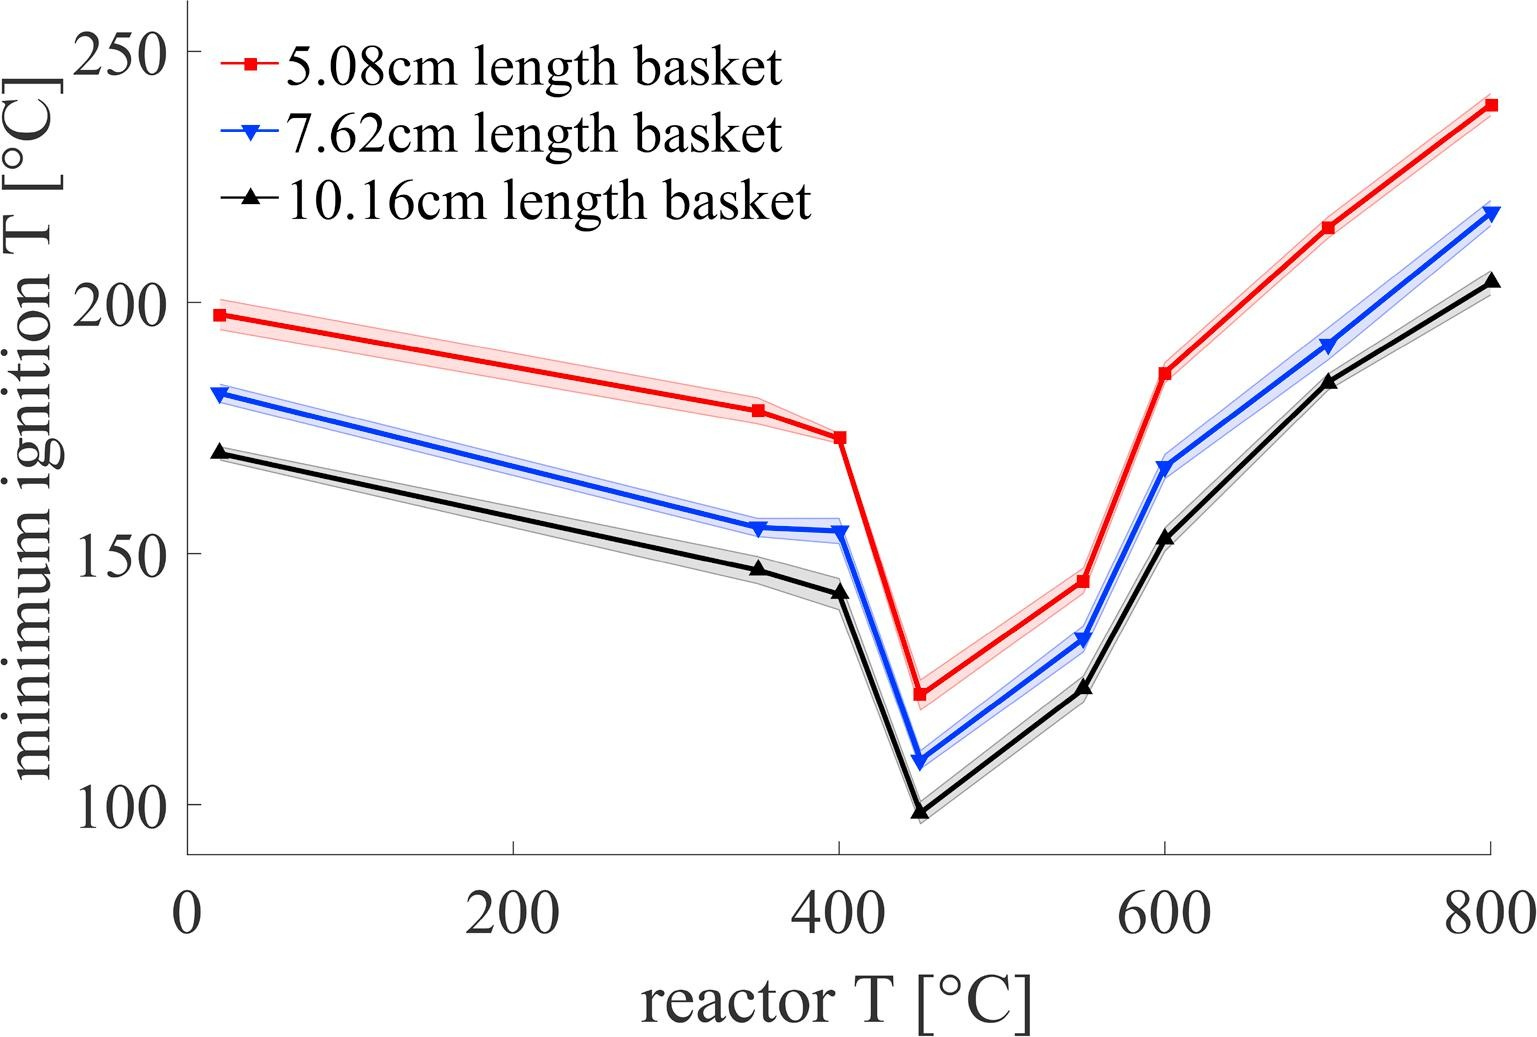 minimum ignition T [°C]
250
200
150
100
5.08cm length basket
7.62cm length basket
10.16cm length basket
0 200 400 600 800
reactor T [°C]